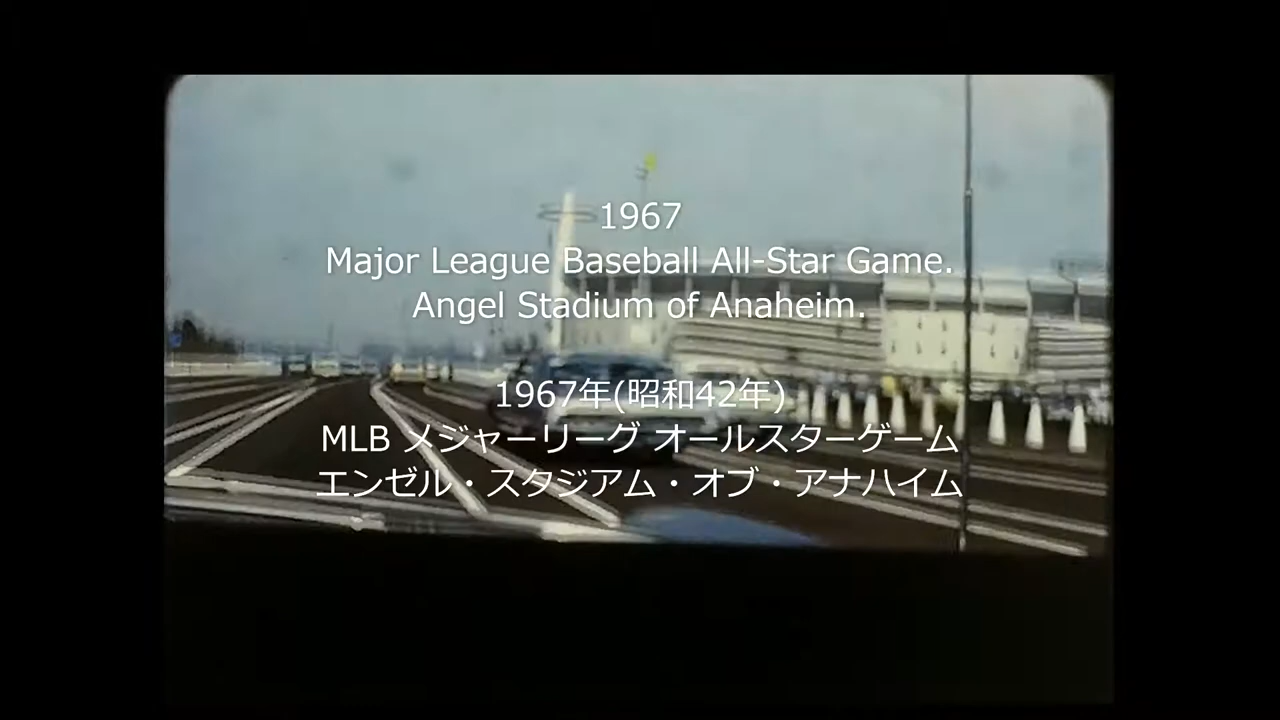 1967
Major League Baseball All-Star Game.
Angel Stadium of Anaheim.
1967年(昭和42年)
MLB メジャーリーグ オールスターゲーム
エンゼル・スタジアム・オブ・アナハイム